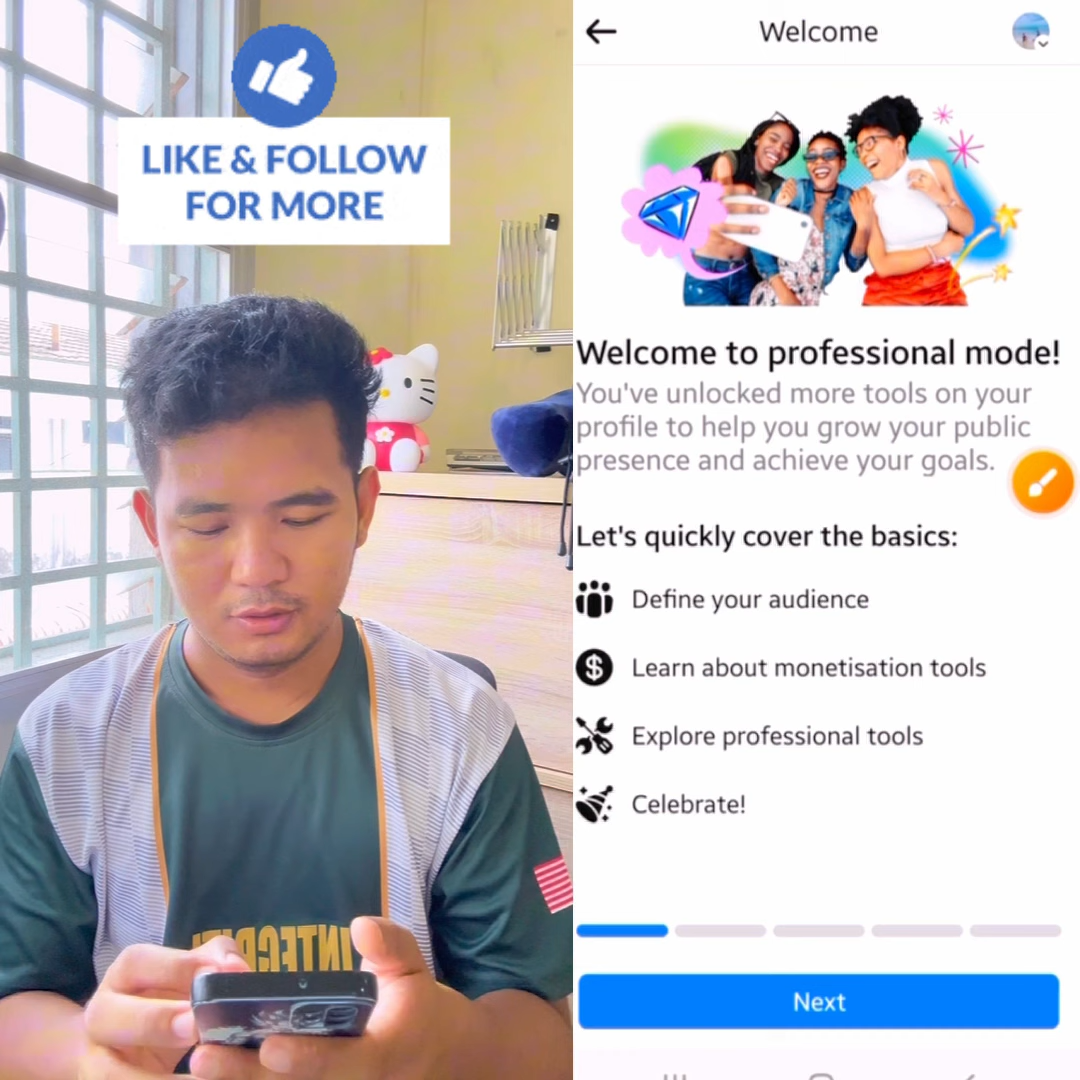 LIKE & FOLLOW
FOR MORE
Welcome
Welcome to professional mode!
You've unlocked more tools on your
profile to help you grow your public
presence and achieve your goals.
Let's quickly cover the basics:
Define your audience
$
Learn about monetisation tools
Explore professional tools
Celebrate!
Next